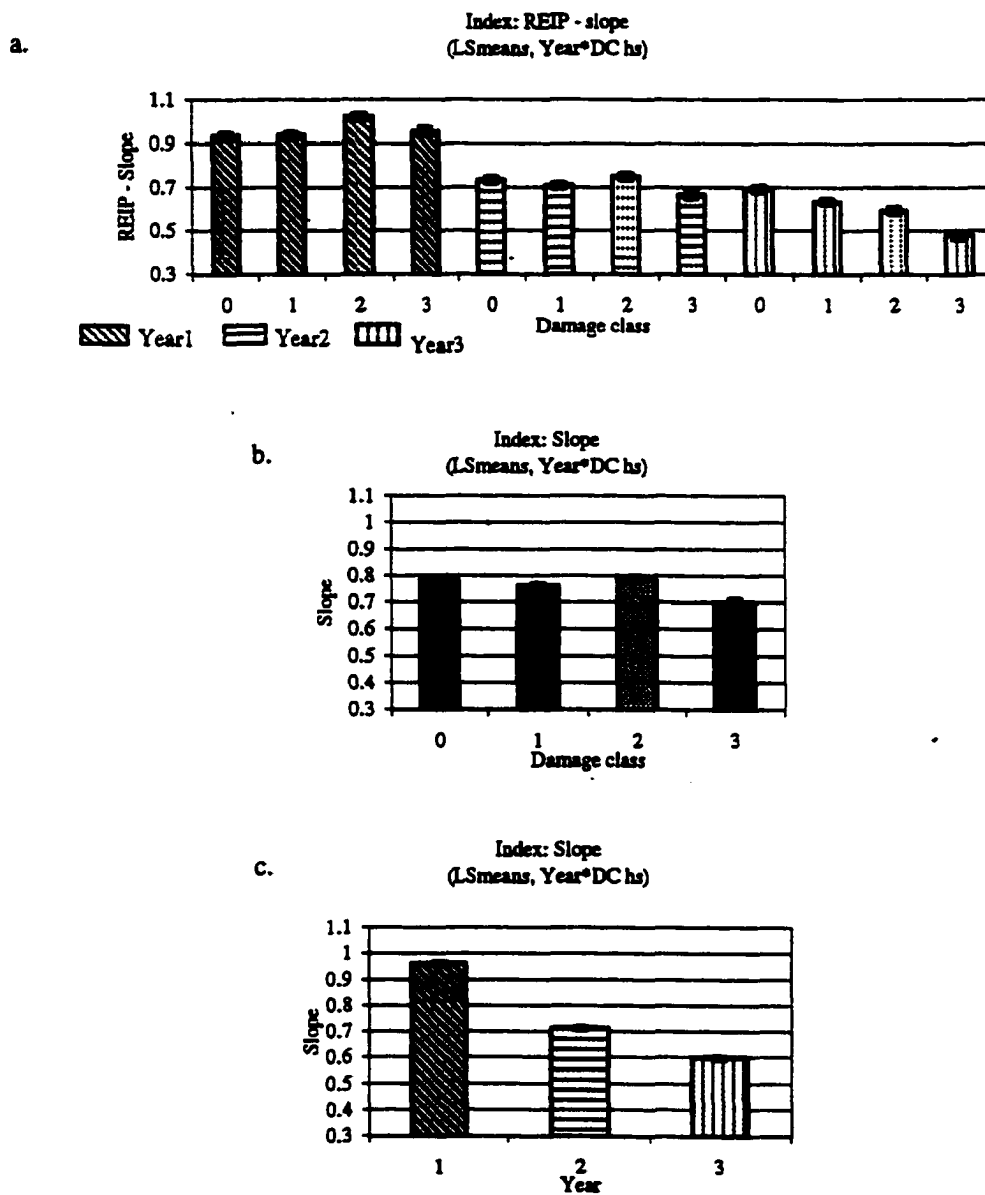 a.
Index: REIP - slope
(LSmeans, Year*DC hs)
REIP - Slope
1.1
0.9
0.7
0.5
0.3
0 1 2 3 0 1 2 3 0 1 2 3
Damage class
Year1 Year2 Year3
b.
Index: Slope
(LSmeans, Year*DC hs)
Slope
1.1
1
0.9
0.8
0.7
0.6
0.5
0.4
0.3
0 1 2 3
Damage class
c.
Index: Slope
(LSmeans, Year*DC hs)
Slope
1.1
1
0.9
0.8
0.7
0.6
0.5
0.4
0.3
1 2 3
Year